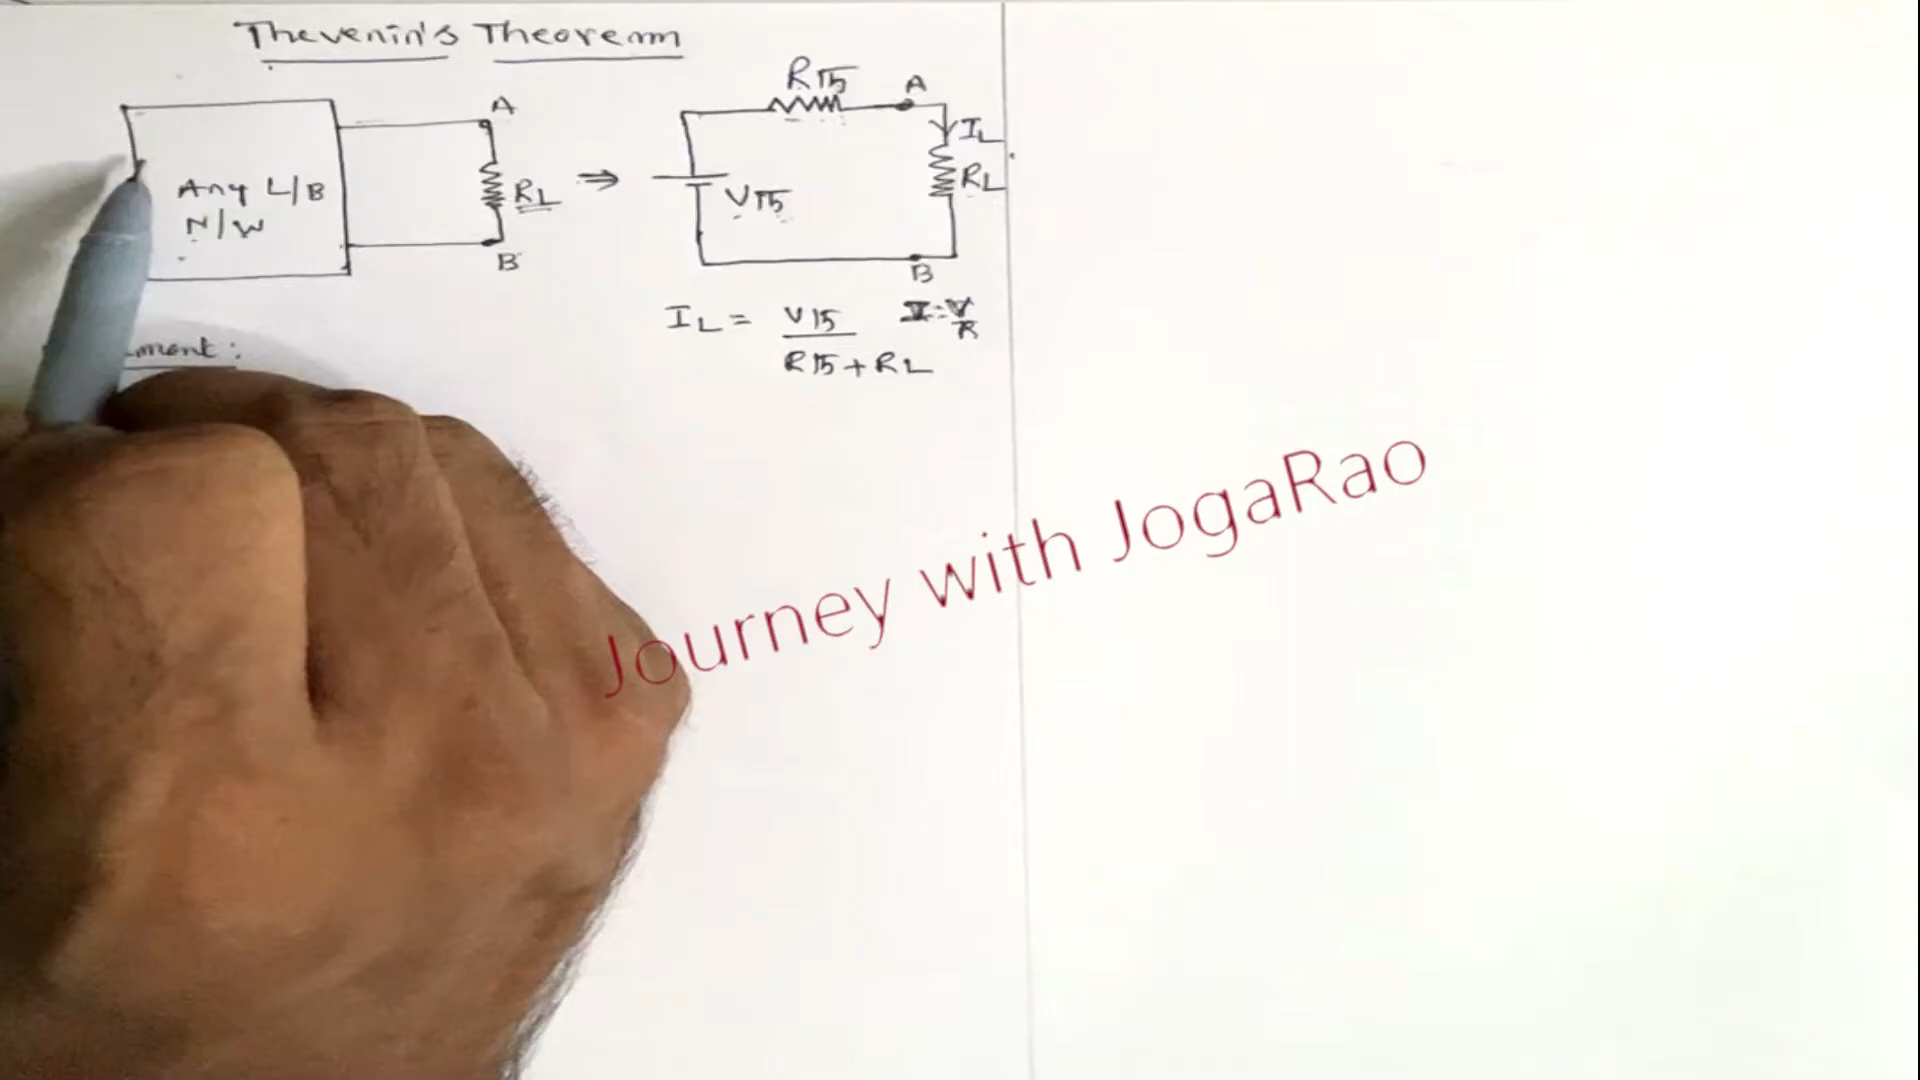 Thevenin's Theorem
A
Any L/B
N/W
RL
B
⇒
RTh
A
IL
RL
VTh
B
IL = VTh / RTh + RL
I = V/R
ment:
Journey with JogaRao